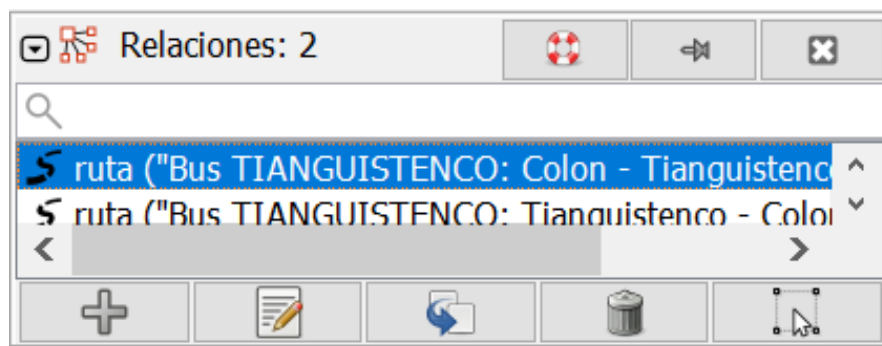 Relaciones: 2
ruta ("Bus TIANGUISTENCO: Colon - Tianguistenc
ruta ("Bus TIANGUISTENCO: Tianguistenco - Colo